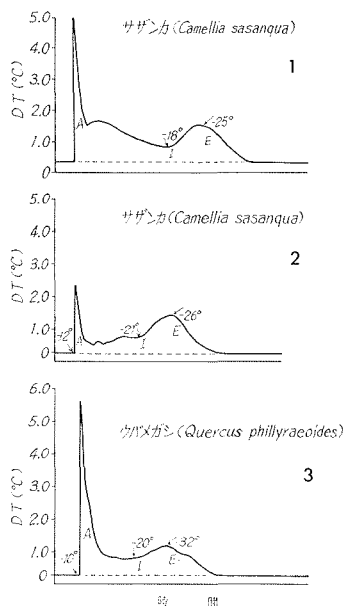 サザンカ (Camellia sasanqua)
1
DT (°C)
5.0
4.0
3.0
2.0
1.0
0
A
-18°
I
E
-25°
サザンカ (Camellia sasanqua)
2
DT (°C)
5.0
4.0
3.0
2.0
1.0
0
-12°
A
-21°
I
E
-26°
ウバメガシ (Quercus phillyraeoides)
3
DT (°C)
6.0
5.0
4.0
3.0
2.0
1.0
0
-10°
A
-20°
I
E
-32°
時 間